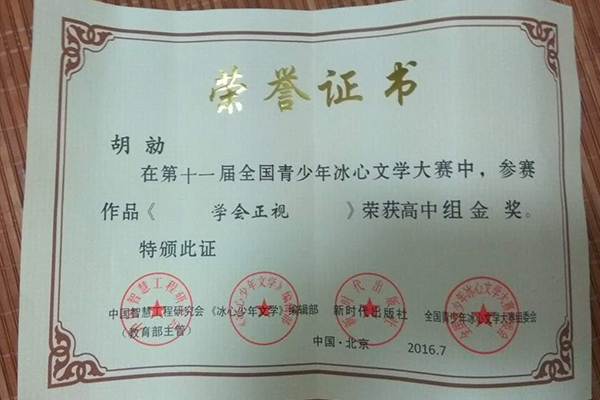 荣誉证书
胡勍
在第十一届全国青少年冰心文学大赛中，参赛
作品《 学会正视 》荣获高中组金奖。
特颁此证
中国智慧工程研究会 《冰心少年文学》编辑部 新时代出版社 全国青少年冰心文学大赛组委会
（教育部主管）
中国·北京 2016.7